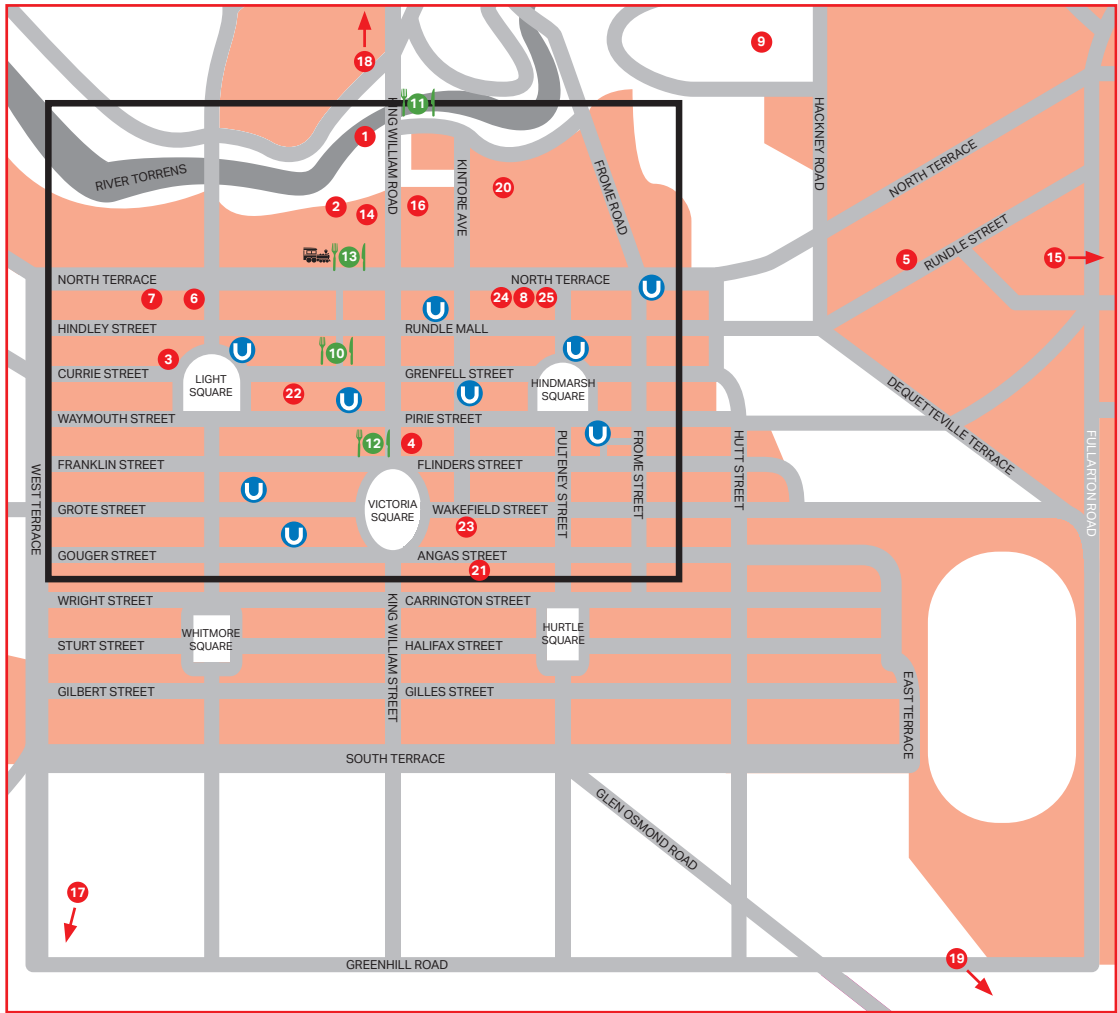 9
18
11
KING WILLIAM ROAD
HACKNEY ROAD
1
RIVER TORRENS
KINTORE AVE
FROME ROAD
NORTH TERRACE
20
2
14
16
RUNDLE STREET
5
15
13
NORTH TERRACE
NORTH TERRACE
U
7
6
24
8
25
U
HINDLEY STREET
RUNDLE MALL
3
U
10
U
CURRIE STREET
LIGHT
SQUARE
GRENFELL STREET
HINDMARSH
SQUARE
22
U
U
DEQUETTEVILLE TERRACE
WAYMOUTH STREET
PIRIE STREET
12
4
U
PULTENEY STREET
FROME STREET
HUTT STREET
FULLARTON ROAD
FRANKLIN STREET
FLINDERS STREET
WEST TERRACE
U
VICTORIA
SQUARE
GROTE STREET
WAKEFIELD STREET
U
23
GOUGER STREET
ANGAS STREET
21
WRIGHT STREET
KING WILLIAM STREET
CARRINGTON STREET
WHITMORE
SQUARE
HURTLE
SQUARE
STURT STREET
HALIFAX STREET
GILBERT STREET
GILLES STREET
EAST TERRACE
SOUTH TERRACE
GLEN OSMOND ROAD
17
19
GREENHILL ROAD